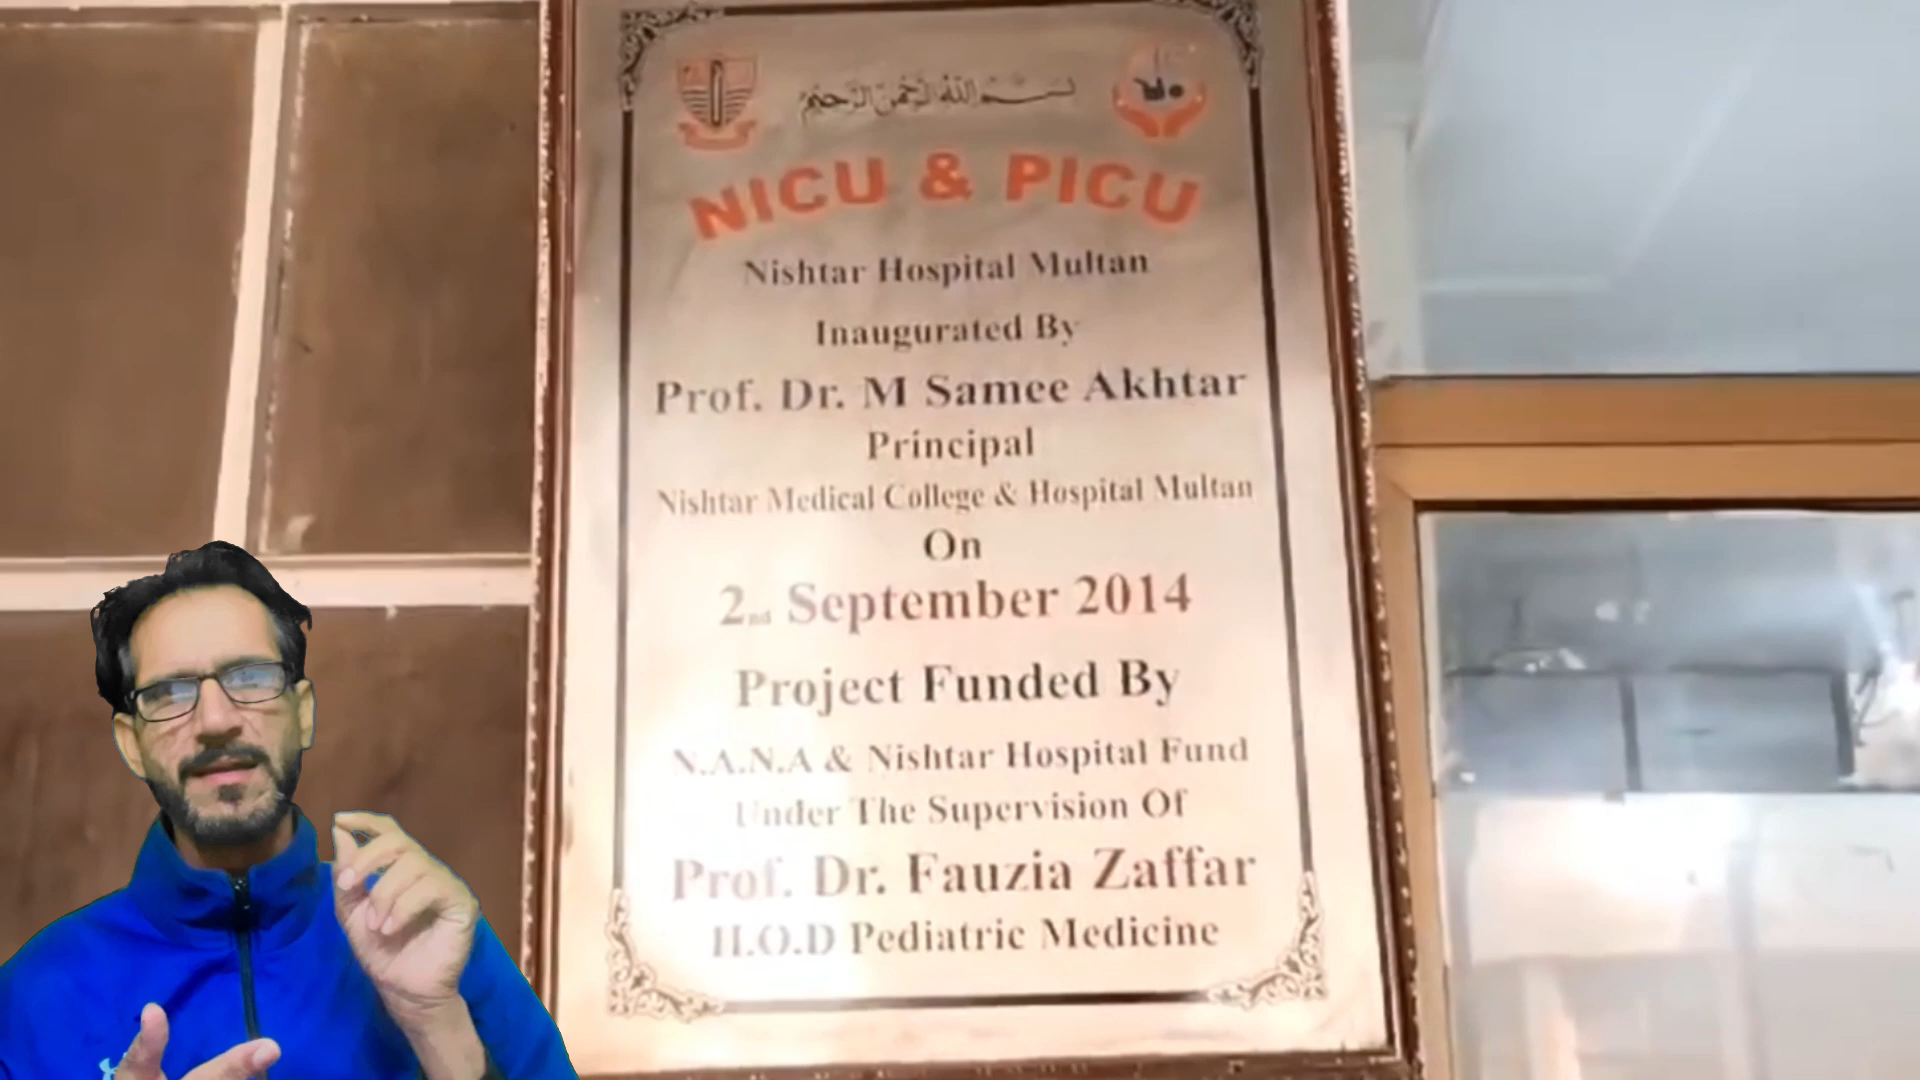 بسم الله الرحمن الرحيم
NICU & PICU
Nishtar Hospital Multan
Inaugurated By
Prof. Dr. M Samee Akhtar
Principal
Nishtar Medical College & Hospital Multan
On
2nd September 2014
Project Funded By
N.A.N.A & Nishtar Hospital Fund
Under The Supervision Of
Prof. Dr. Fauzia Zaffar
H.O.D Pediatric Medicine